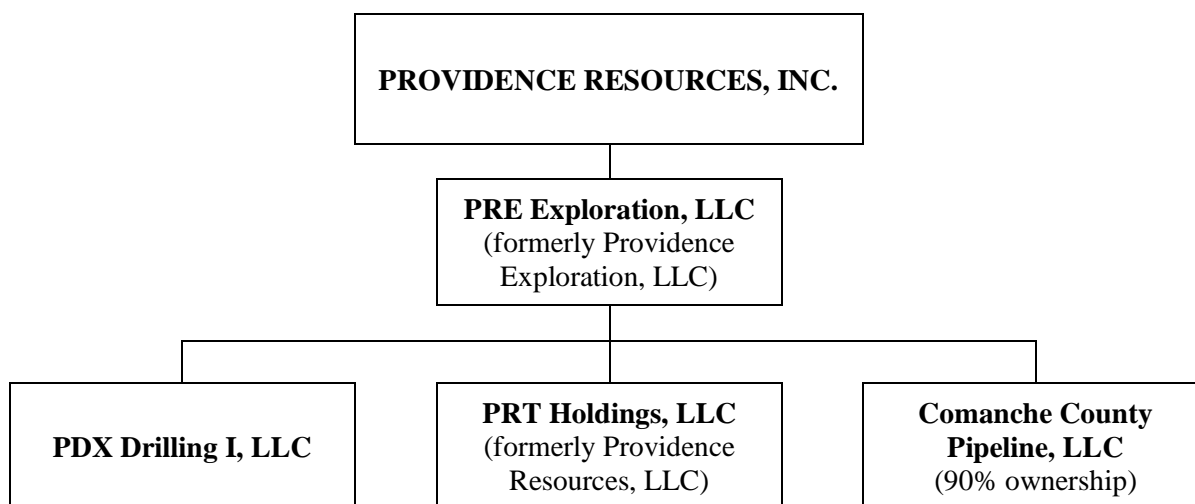 PROVIDENCE RESOURCES, INC.
PRE Exploration, LLC
(formerly Providence
Exploration, LLC)
PDX Drilling I, LLC
PRT Holdings, LLC
(formerly Providence
Resources, LLC)
Comanche County
Pipeline, LLC
(90% ownership)